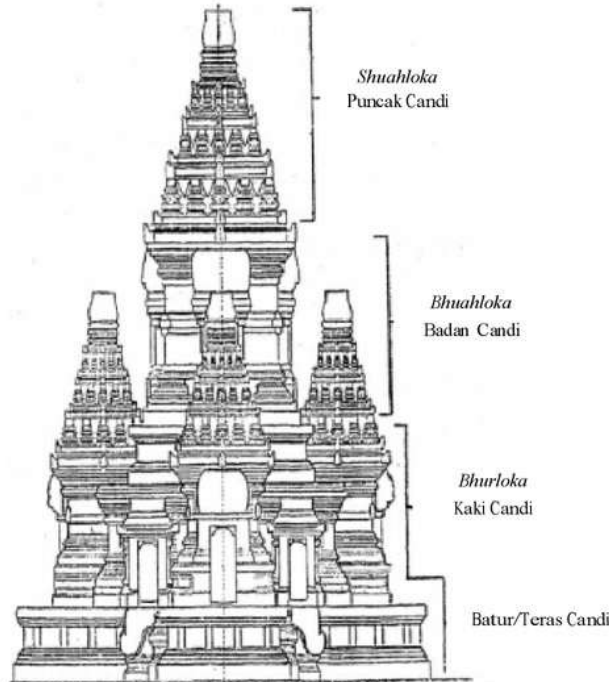 Shuahloka
Puncak Candi
Bhuahloka
Badan Candi
Bhurloka
Kaki Candi
Batur/Teras Candi